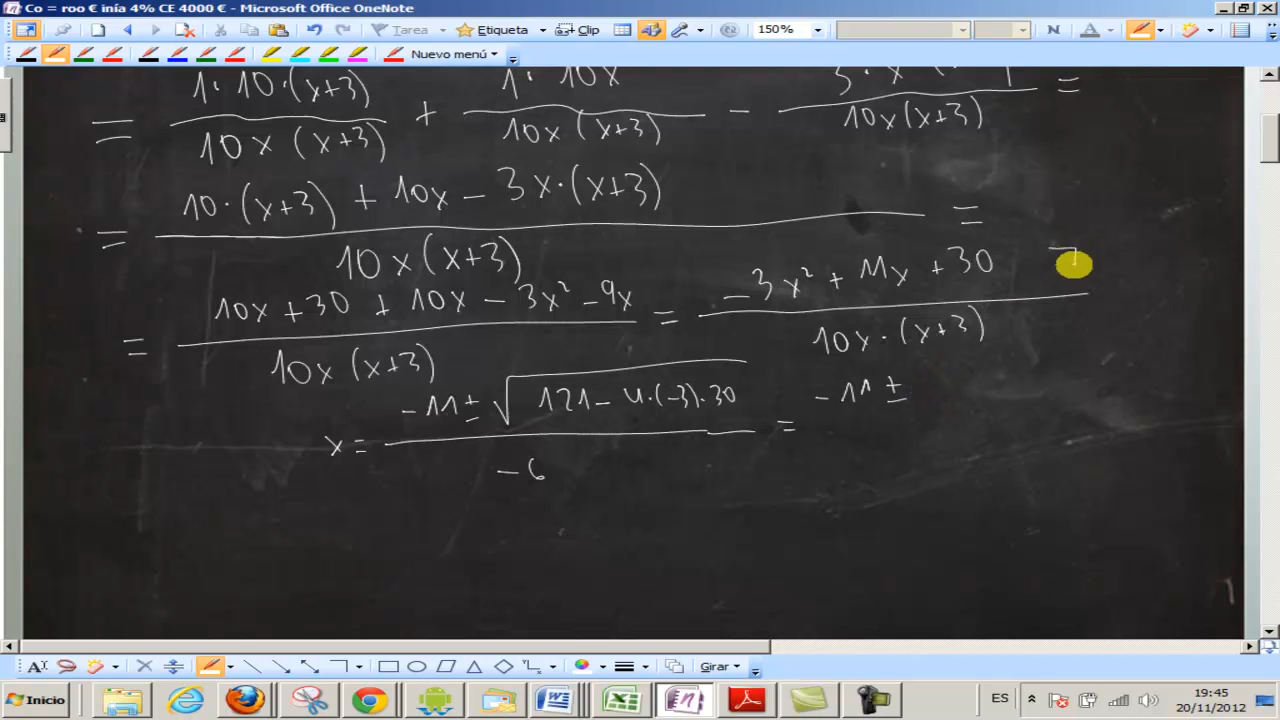 Co = roo € inía 4% CE 4000 € - Microsoft Office OneNote
Tarea Etiqueta Clip 150% N A
Nuevo menú
= 1·10·(x+3) / 10x (x+3) + 1·10x / 10x (x+3) - / 10x(x+3) =
= 10·(x+3) + 10x - 3x·(x+3) / 10x(x+3) =
= 10x + 30 + 10x - 3x² - 9x / 10x (x+3) = -3x² + 11x + 30 / 10x·(x+3)
x = -11 ± √121 - 4·(-3)·30 / -6 = -11 ±
A Girar
Inicio ES 19:45
20/11/2012